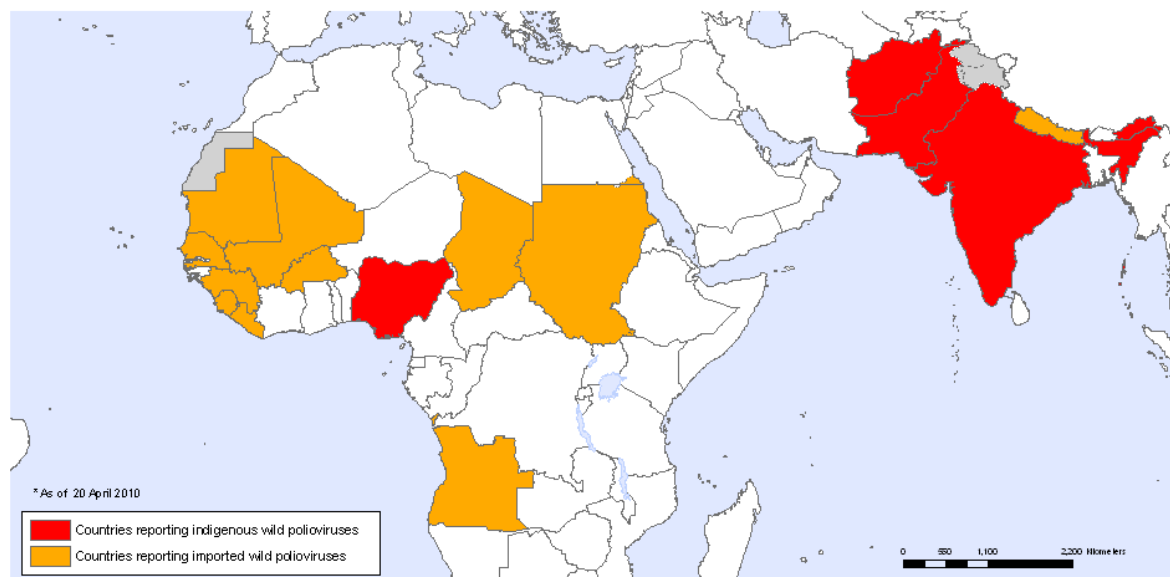 *As of 20 April 2010
Countries reporting indigenous wild polioviruses
Countries reporting imported wild polioviruses
0 550 1,100 2,200 Kilometers